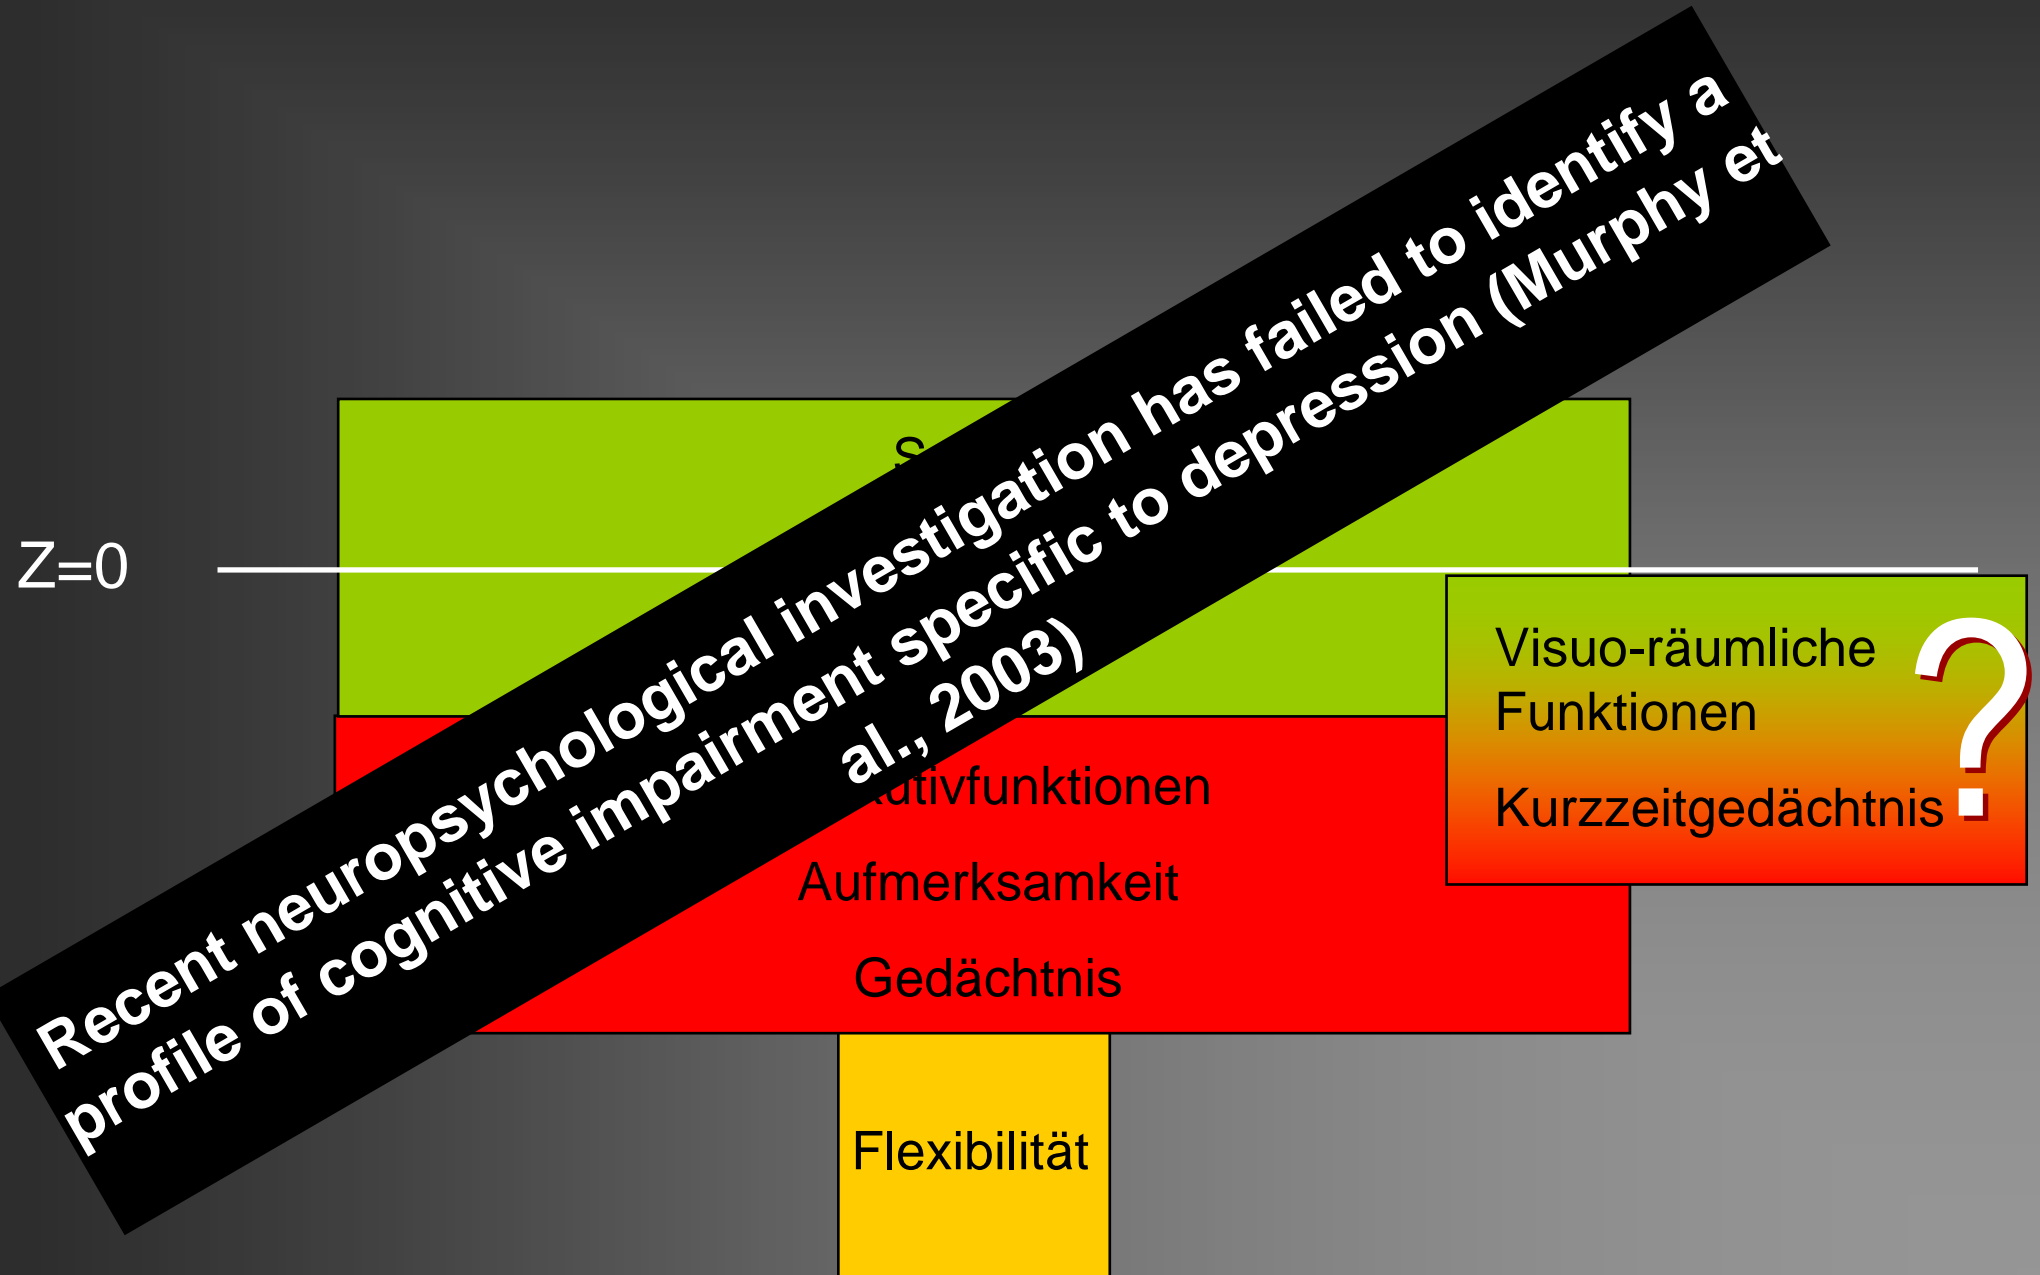 Recent neuropsychological investigation has failed to identify a
profile of cognitive impairment specific to depression (Murphy et
al., 2003)
Z=0
Visuo-räumliche
Funktionen
Kurzzeitgedächtnis
?
Aufmerksamkeit
Gedächtnis
Flexibilität